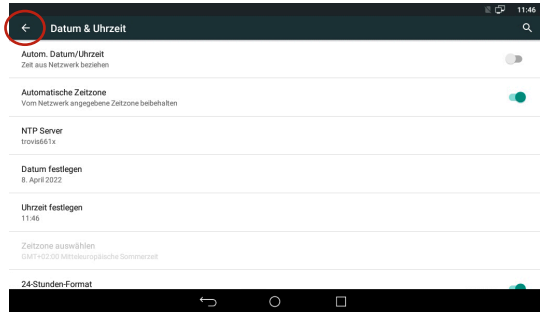 11:46
Datum & Uhrzeit
Autom. Datum/Uhrzeit
Zeit aus Netzwerk beziehen
Automatische Zeitzone
Vom Netzwerk angegebene Zeitzone beibehalten
NTP Server
trovis661x
Datum festlegen
8. April 2022
Uhrzeit festlegen
11:46
Zeitzone auswählen
GMT+02:00 Mitteleuropäische Sommerzeit
24-Stunden-Format